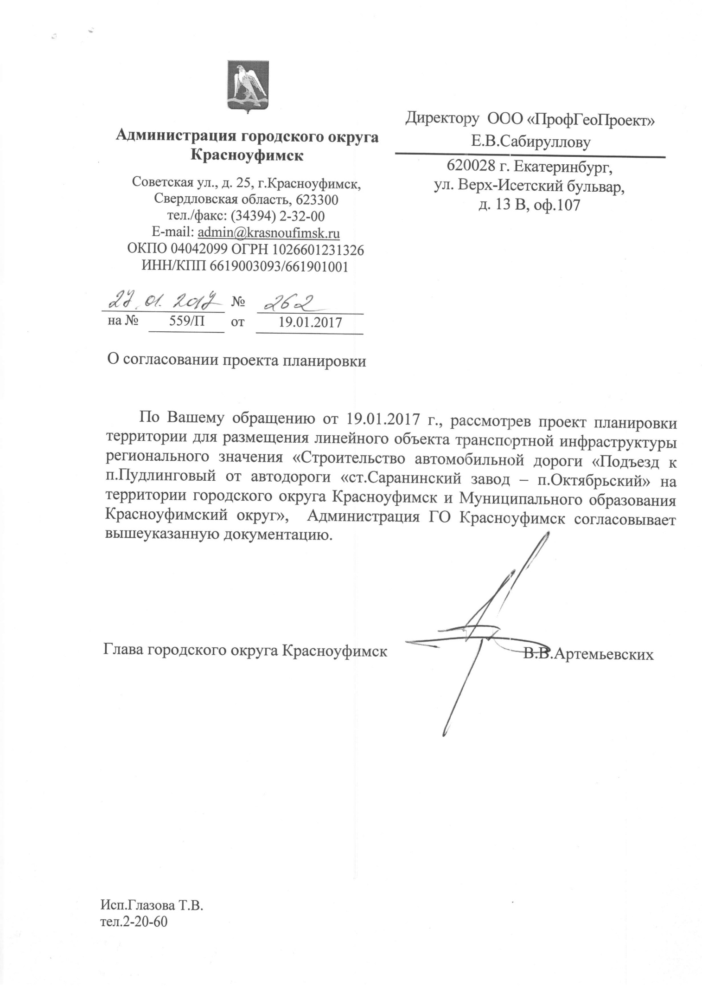 Администрация городского округа
Красноуфимск
Советская ул., д. 25, г.Красноуфимск,
Свердловская область, 623300
тел./факс: (34394) 2-32-00
E-mail: admin@krasnoufimsk.ru
ОКПО 04042099 ОГРН 1026601231326
ИНН/КПП 6619003093/661901001
27.01.2017 № 262
на № 559/П от 19.01.2017
Директору ООО «ПрофГеоПроект»
Е.В.Сабируллову
620028 г. Екатеринбург,
ул. Верх-Исетский бульвар,
д. 13 В, оф.107
О согласовании проекта планировки
По Вашему обращению от 19.01.2017 г., рассмотрев проект планировки
территории для размещения линейного объекта транспортной инфраструктуры
регионального значения «Строительство автомобильной дороги «Подъезд к
п.Пудлинговый от автодороги «ст.Саранинский завод – п.Октябрьский» на
территории городского округа Красноуфимск и Муниципального образования
Красноуфимский округ», Администрация ГО Красноуфимск согласовывает
вышеуказанную документацию.
Глава городского округа Красноуфимск В.В.Артемьевских
Исп.Глазова Т.В.
тел.2-20-60